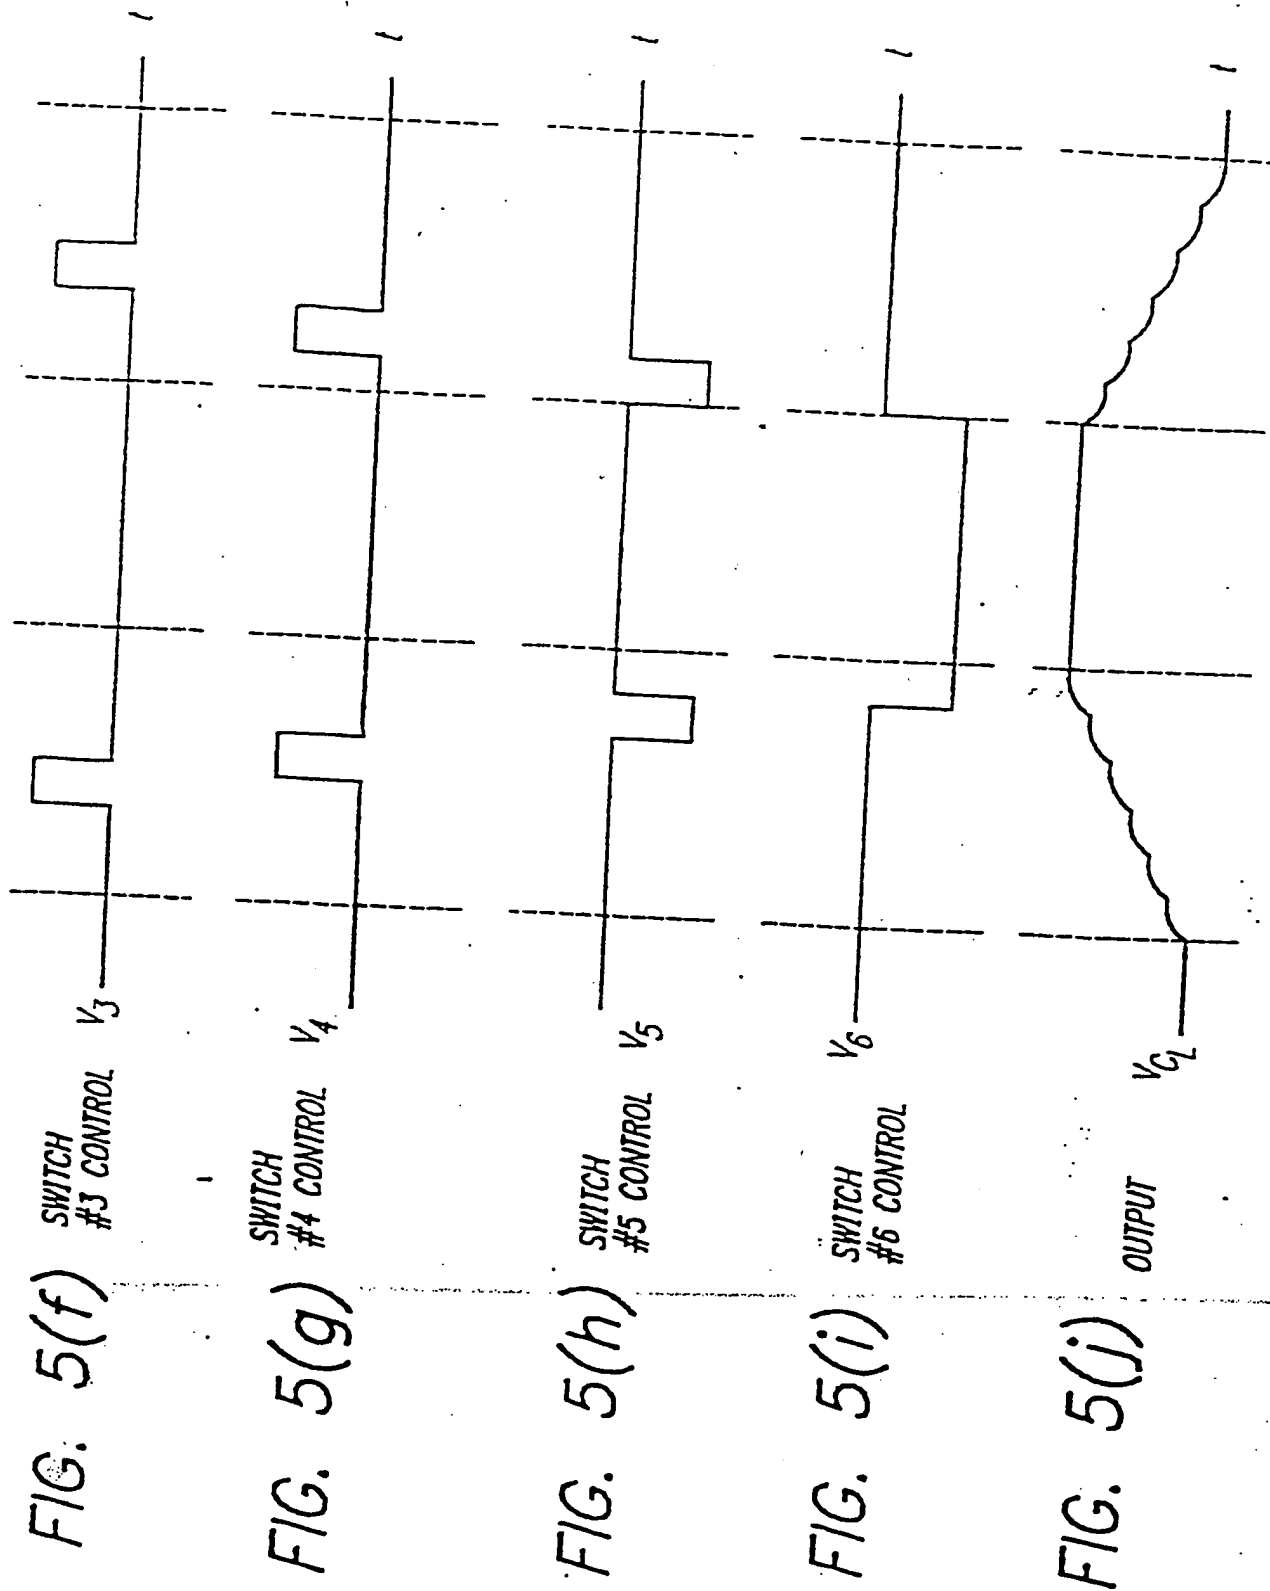 FIG. 5(f)
SWITCH
#3 CONTROL
V3
t
FIG. 5(g)
SWITCH
#4 CONTROL
V4
t
FIG. 5(h)
SWITCH
#5 CONTROL
V5
t
FIG. 5(i)
SWITCH
#6 CONTROL
V6
t
FIG. 5(j)
OUTPUT
VCL
t